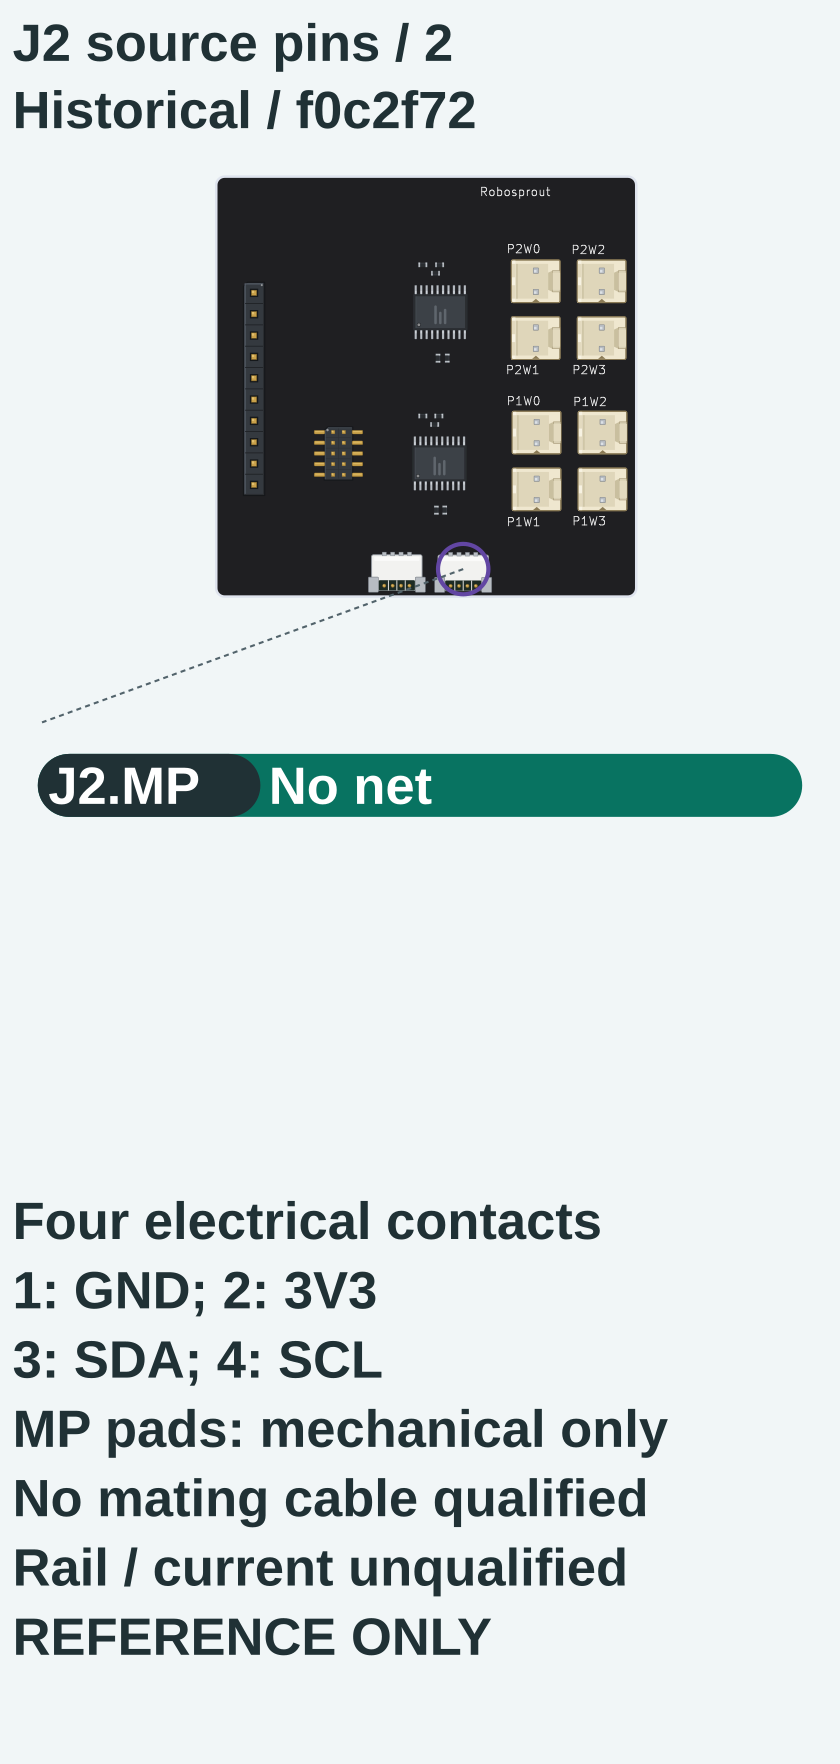 J2 source pins / 2
Historical / f0c2f72
Robosprout
P2W0 P2W2
P2W1 P2W3
P1W0 P1W2
P1W1 P1W3
J2.MP No net
Four electrical contacts
1: GND; 2: 3V3
3: SDA; 4: SCL
MP pads: mechanical only
No mating cable qualified
Rail / current unqualified
REFERENCE ONLY